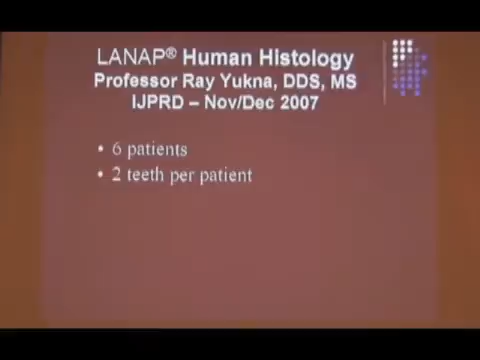 LANAP® Human Histology
Professor Ray Yukna, DDS, MS
IJPRD – Nov/Dec 2007
• 6 patients
• 2 teeth per patient